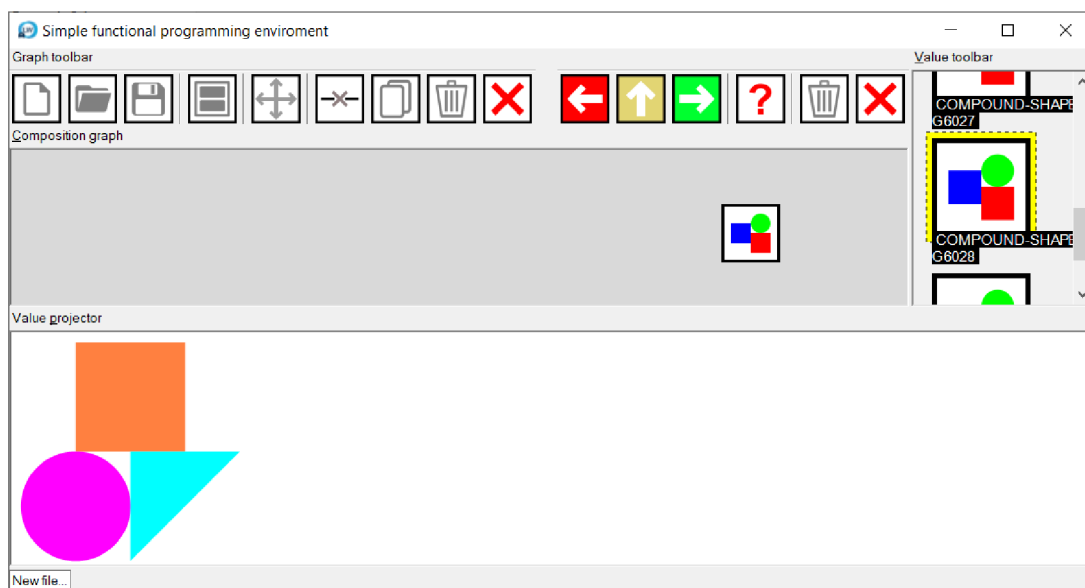 Simple functional programming enviroment
Graph toolbar
Value toolbar
?
COMPOUND-SHAPE
G6027
Composition graph
COMPOUND-SHAPE
G6028
Value projector
New file...